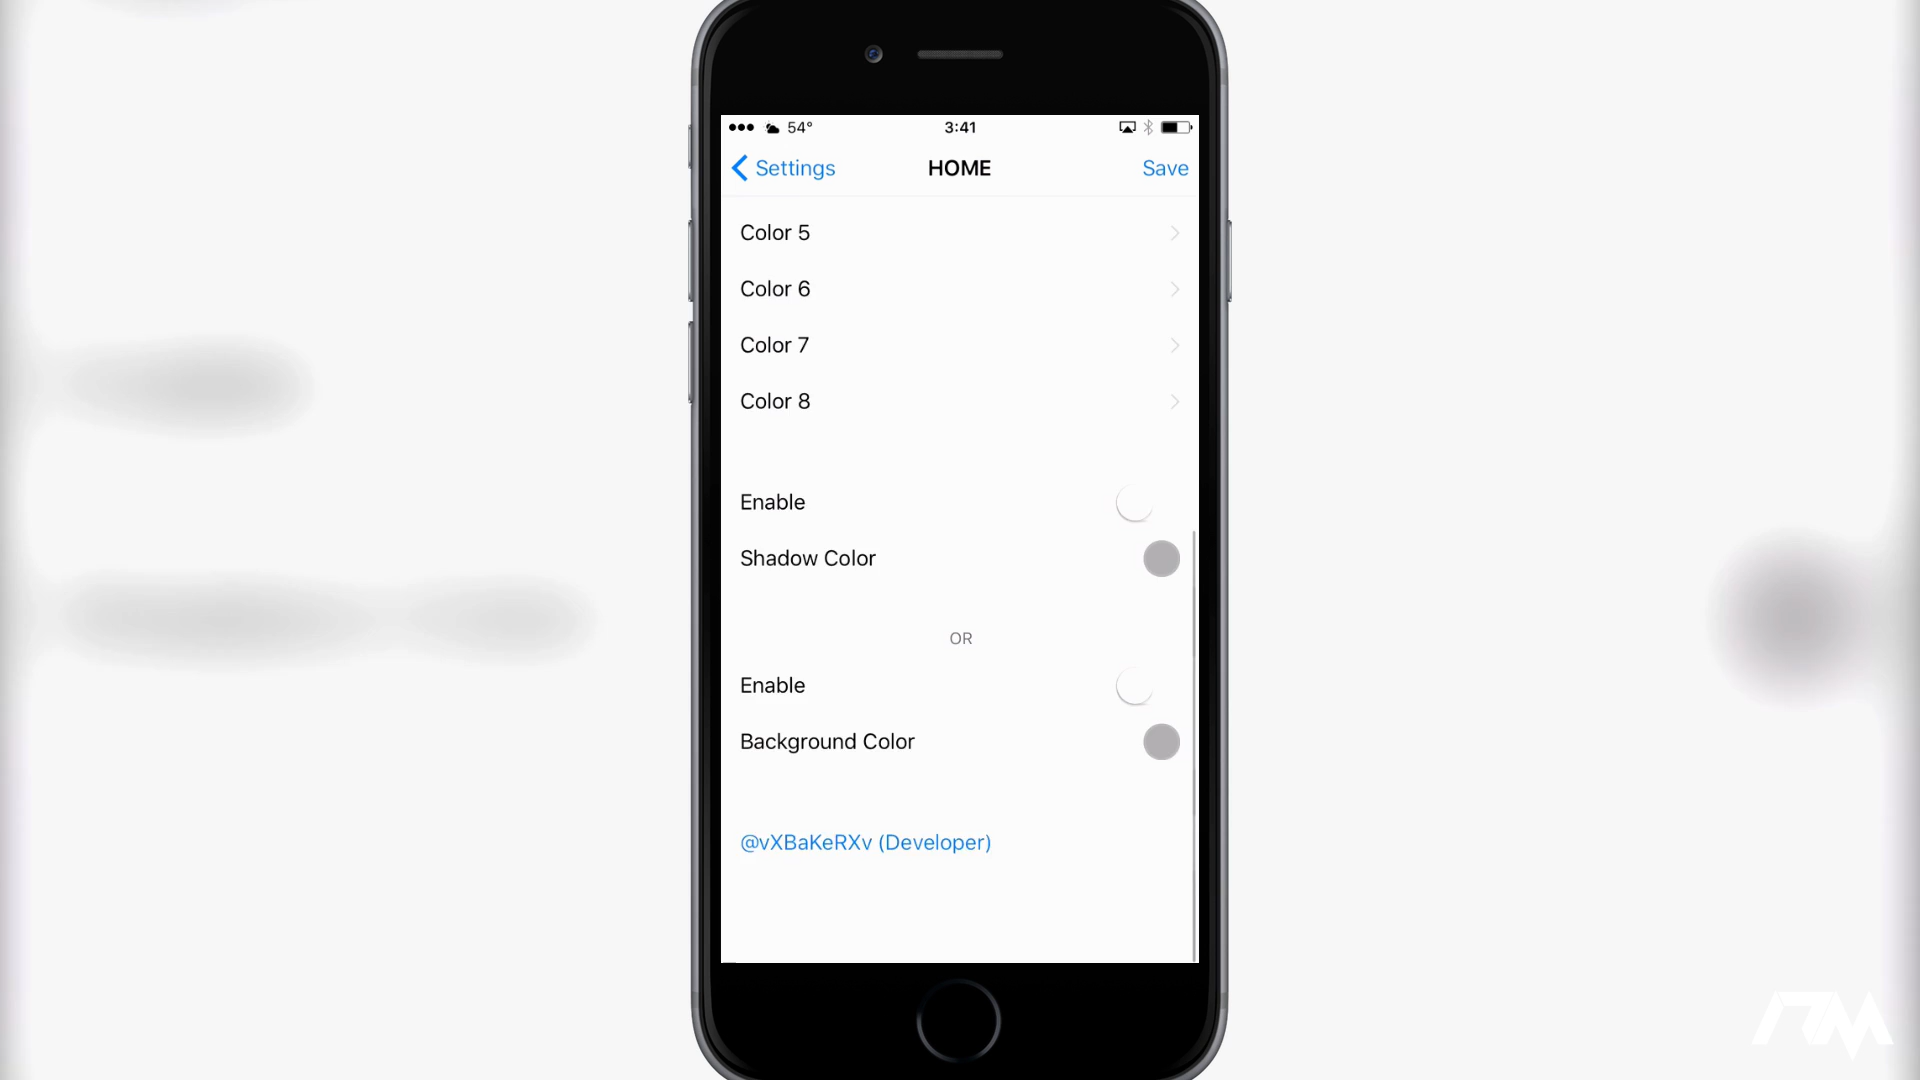 54°
3:41
Settings
HOME
Save
Color 5
Color 6
Color 7
Color 8
Enable
Shadow Color
OR
Enable
Background Color
@vXBaKeRXv (Developer)